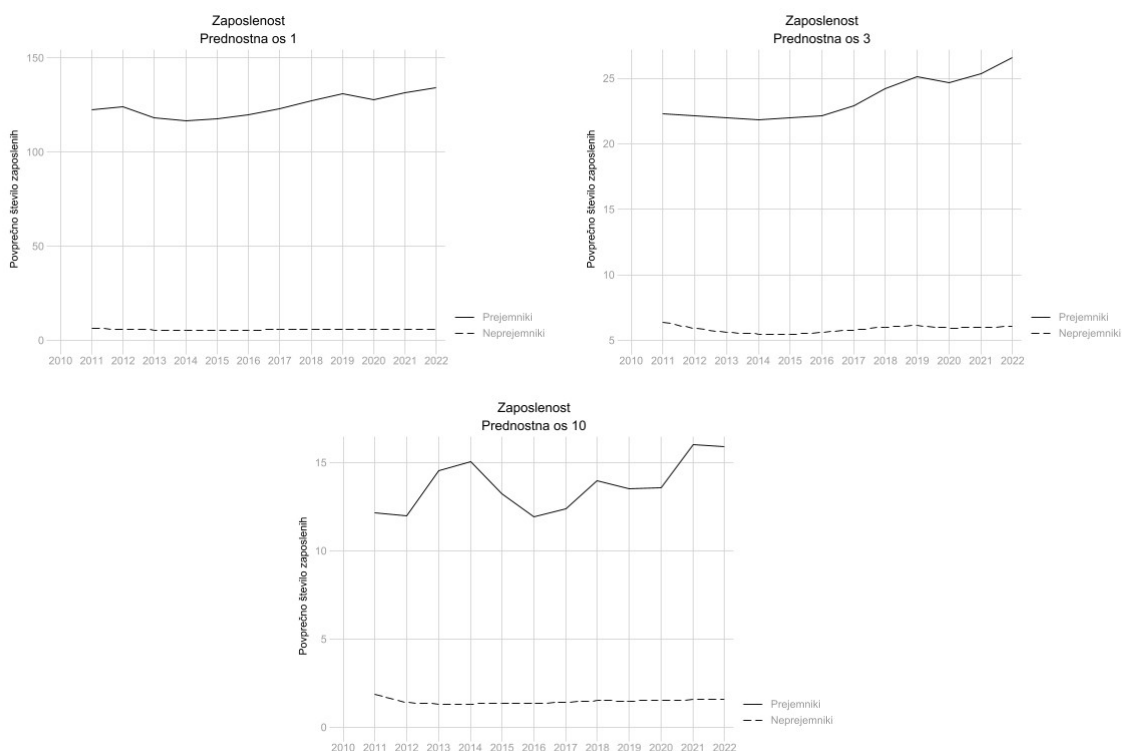 Zaposlenost
Prednostna os 1
Povprečno število zaposlenih
150
100
50
0
2010 2011 2012 2013 2014 2015 2016 2017 2018 2019 2020 2021 2022
Prejemniki
Neprejemniki
Zaposlenost
Prednostna os 3
Povprečno število zaposlenih
25
20
15
10
5
2010 2011 2012 2013 2014 2015 2016 2017 2018 2019 2020 2021 2022
Prejemniki
Neprejemniki
Zaposlenost
Prednostna os 10
Povprečno število zaposlenih
15
10
5
0
2010 2011 2012 2013 2014 2015 2016 2017 2018 2019 2020 2021 2022
Prejemniki
Neprejemniki